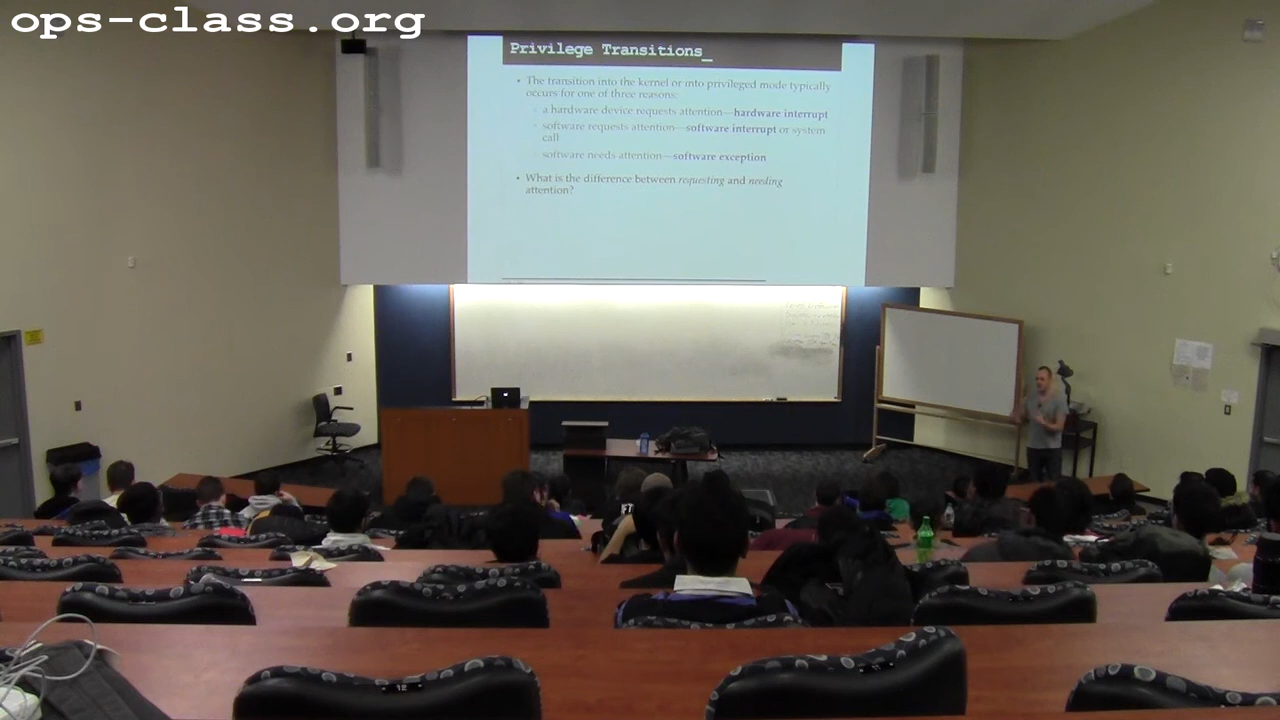 ops-class.org
Privilege Transitions_
• The transition into the kernel or into privileged mode typically
occurs for one of three reasons:
a hardware device requests attention—hardware interrupt
software requests attention—software interrupt or system
call
software needs attention—software exception
• What is the difference between requesting and needing
attention?
12